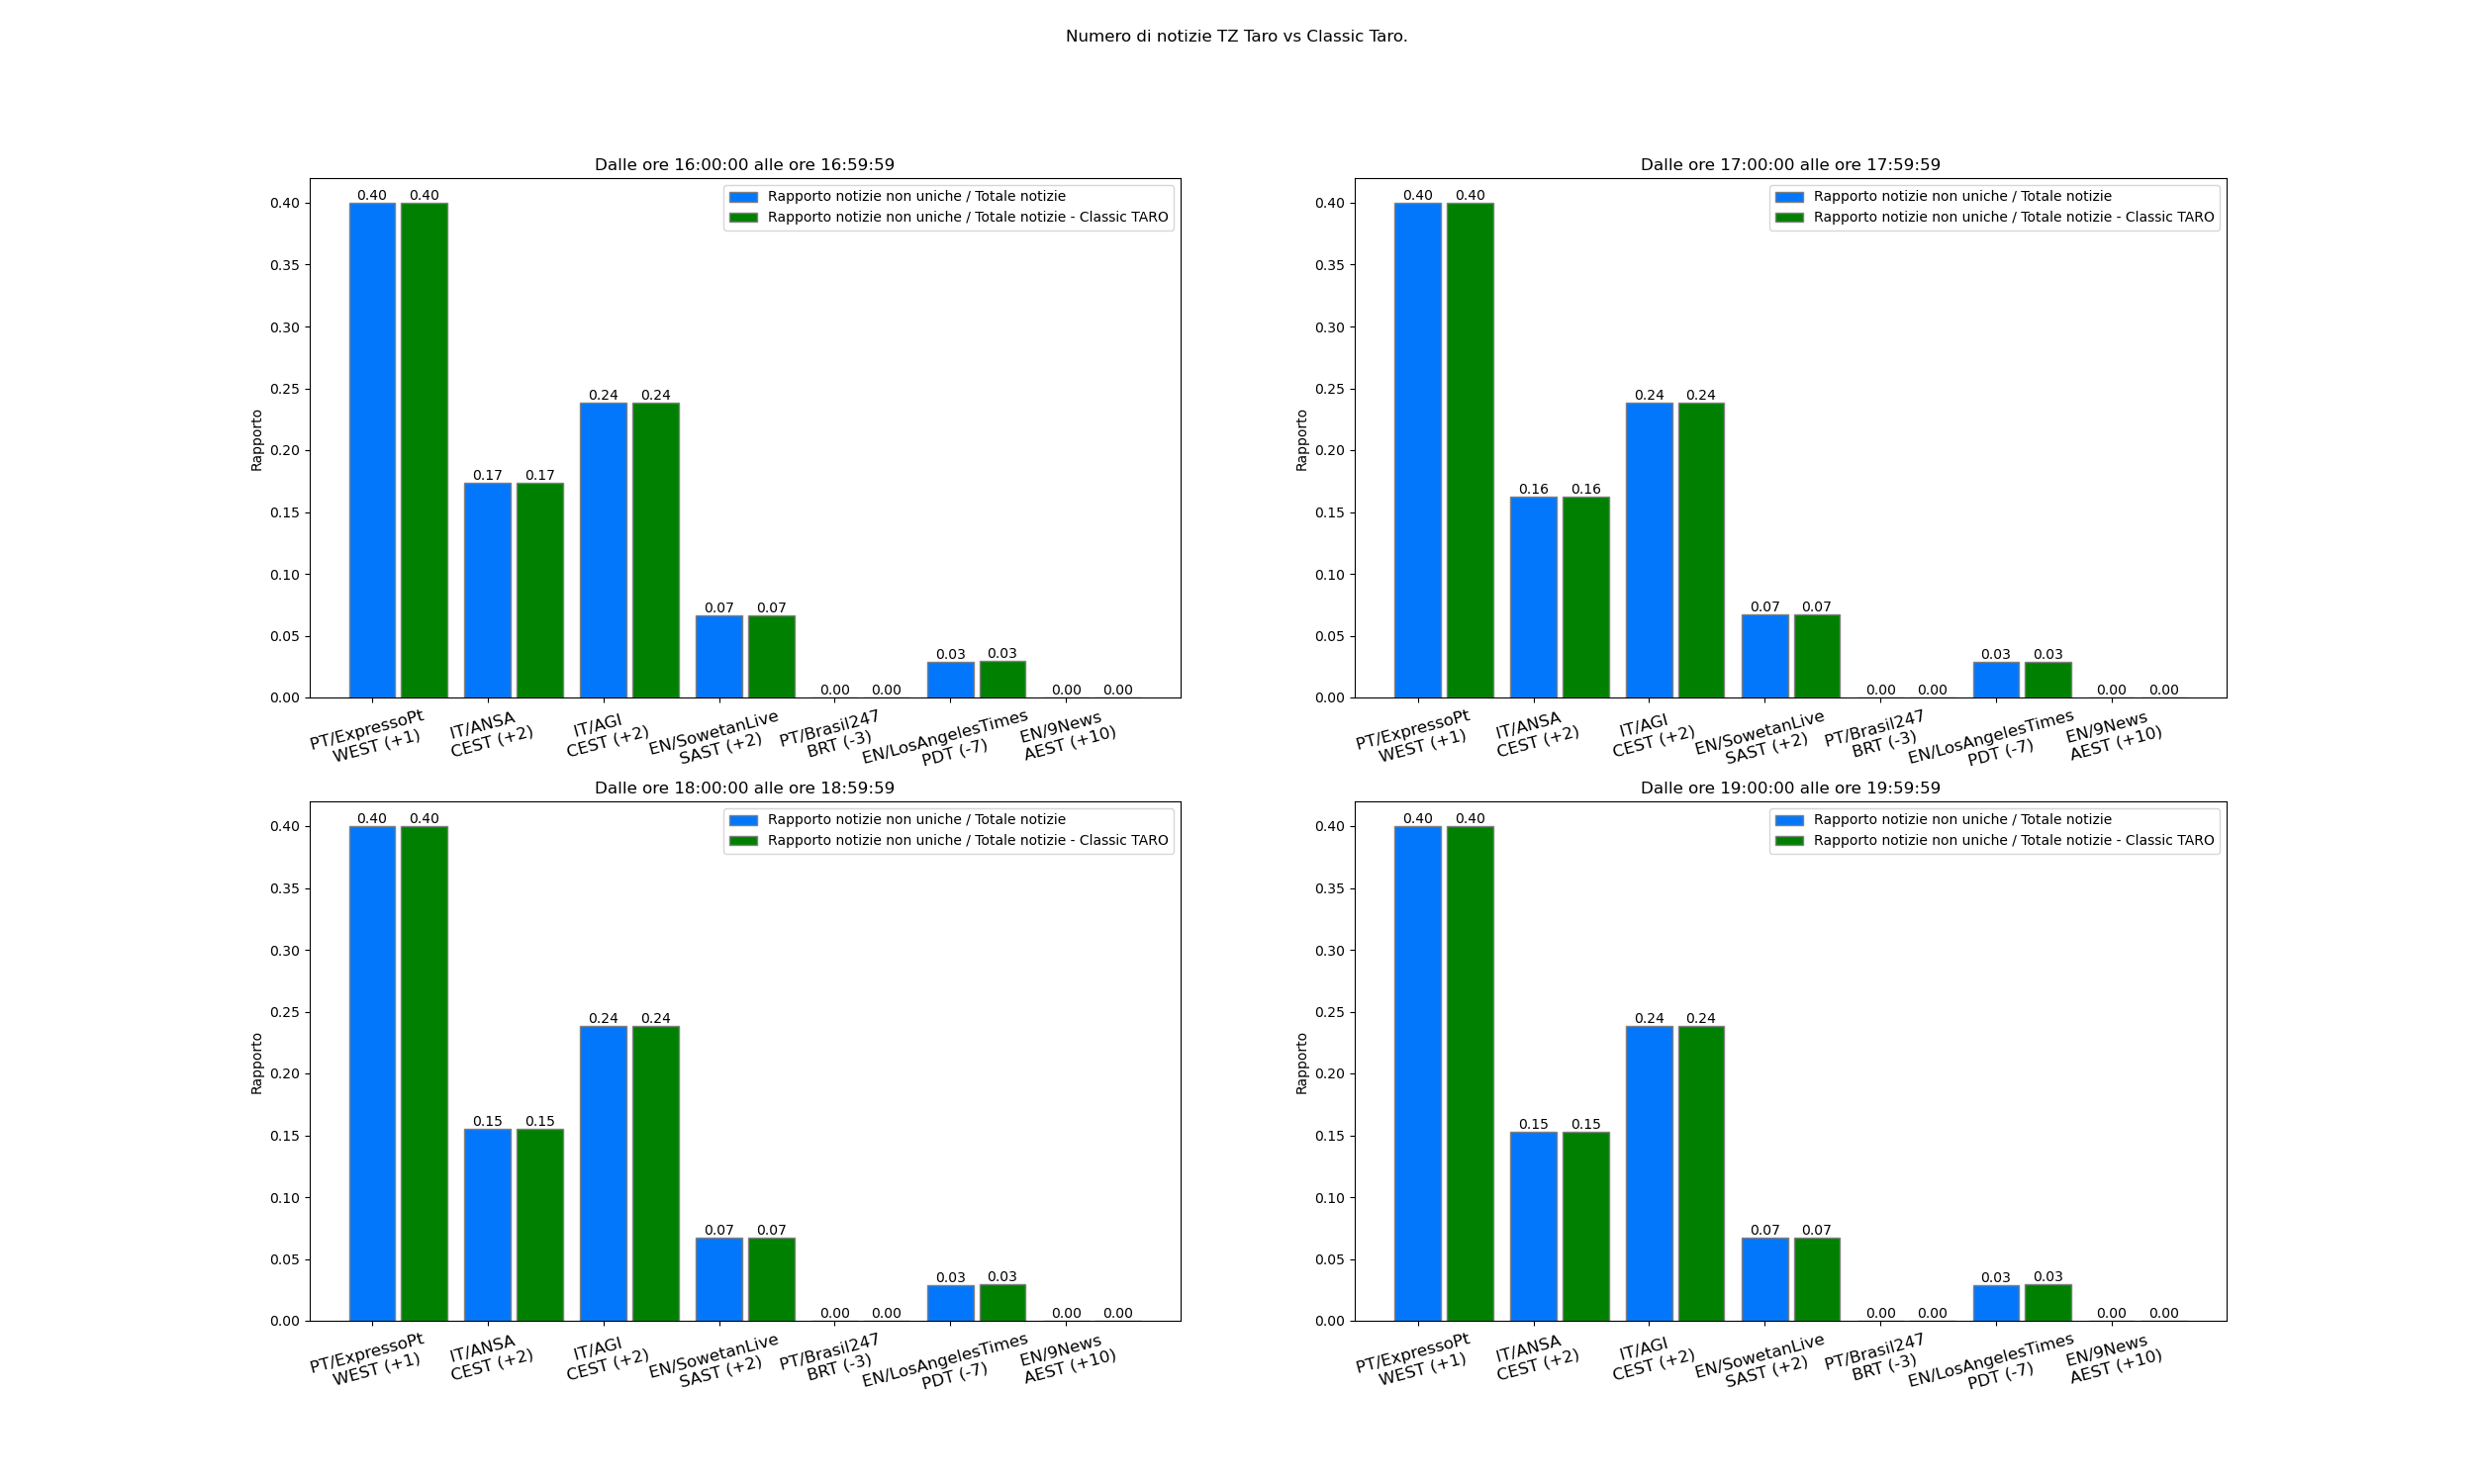 Numero di notizie TZ Taro vs Classic Taro.
Dalle ore 16:00:00 alle ore 16:59:59
Rapporto notizie non uniche / Totale notizie
Rapporto notizie non uniche / Totale notizie - Classic TARO
Rapporto
0.40
0.35
0.30
0.25
0.20
0.15
0.10
0.05
0.00
0.40 0.40 0.17 0.17 0.24 0.24 0.07 0.07 0.00 0.00 0.03 0.03 0.00 0.00
PT/ExpressoPt
WEST (+1)
IT/ANSA
CEST (+2)
IT/AGI
CEST (+2)
EN/SowetanLive
SAST (+2)
PT/Brasil247
BRT (-3)
EN/LosAngelesTimes
PDT (-7)
EN/9News
AEST (+10)
Dalle ore 17:00:00 alle ore 17:59:59
Rapporto notizie non uniche / Totale notizie
Rapporto notizie non uniche / Totale notizie - Classic TARO
Rapporto
0.40
0.35
0.30
0.25
0.20
0.15
0.10
0.05
0.00
0.40 0.40 0.16 0.16 0.24 0.24 0.07 0.07 0.00 0.00 0.03 0.03 0.00 0.00
PT/ExpressoPt
WEST (+1)
IT/ANSA
CEST (+2)
IT/AGI
CEST (+2)
EN/SowetanLive
SAST (+2)
PT/Brasil247
BRT (-3)
EN/LosAngelesTimes
PDT (-7)
EN/9News
AEST (+10)
Dalle ore 18:00:00 alle ore 18:59:59
Rapporto notizie non uniche / Totale notizie
Rapporto notizie non uniche / Totale notizie - Classic TARO
Rapporto
0.40
0.35
0.30
0.25
0.20
0.15
0.10
0.05
0.00
0.40 0.40 0.15 0.15 0.24 0.24 0.07 0.07 0.00 0.00 0.03 0.03 0.00 0.00
PT/ExpressoPt
WEST (+1)
IT/ANSA
CEST (+2)
IT/AGI
CEST (+2)
EN/SowetanLive
SAST (+2)
PT/Brasil247
BRT (-3)
EN/LosAngelesTimes
PDT (-7)
EN/9News
AEST (+10)
Dalle ore 19:00:00 alle ore 19:59:59
Rapporto notizie non uniche / Totale notizie
Rapporto notizie non uniche / Totale notizie - Classic TARO
Rapporto
0.40
0.35
0.30
0.25
0.20
0.15
0.10
0.05
0.00
0.40 0.40 0.15 0.15 0.24 0.24 0.07 0.07 0.00 0.00 0.03 0.03 0.00 0.00
PT/ExpressoPt
WEST (+1)
IT/ANSA
CEST (+2)
IT/AGI
CEST (+2)
EN/SowetanLive
SAST (+2)
PT/Brasil247
BRT (-3)
EN/LosAngelesTimes
PDT (-7)
EN/9News
AEST (+10)